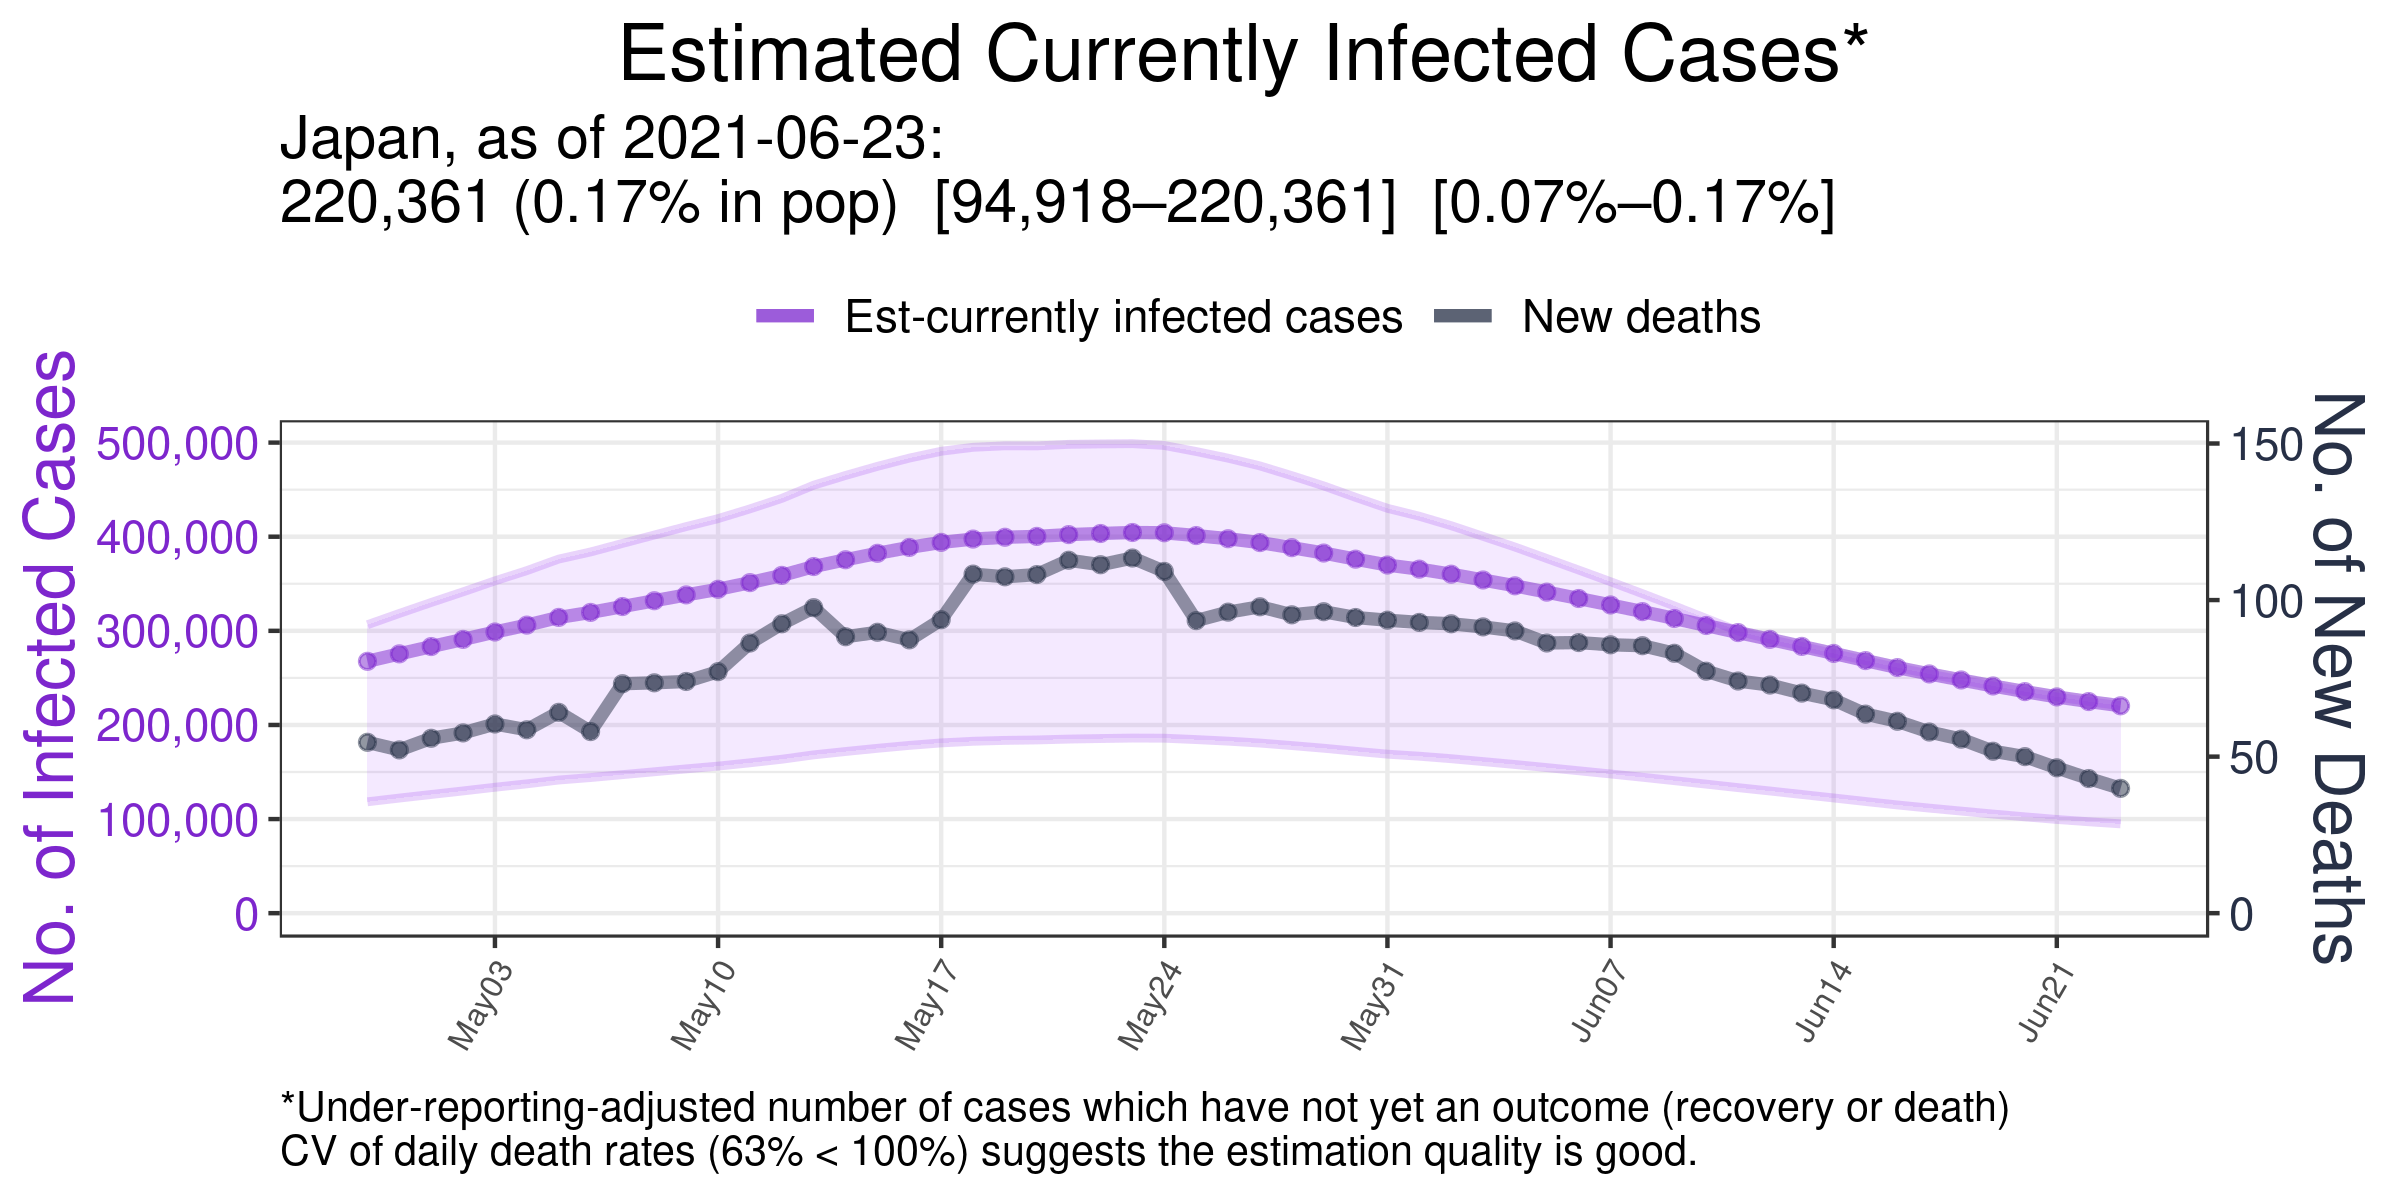 Estimated Currently Infected Cases*
Japan, as of 2021-06-23:
220,361 (0.17% in pop)  [94,918–220,361]  [0.07%–0.17%]
Est-currently infected cases
New deaths
No. of Infected Cases
500,000
400,000
300,000
200,000
100,000
0
150
100
50
0
No. of New Deaths
May03
May10
May17
May24
May31
Jun07
Jun14
Jun21
*Under-reporting-adjusted number of cases which have not yet an outcome (recovery or death)
CV of daily death rates (63% < 100%) suggests the estimation quality is good.